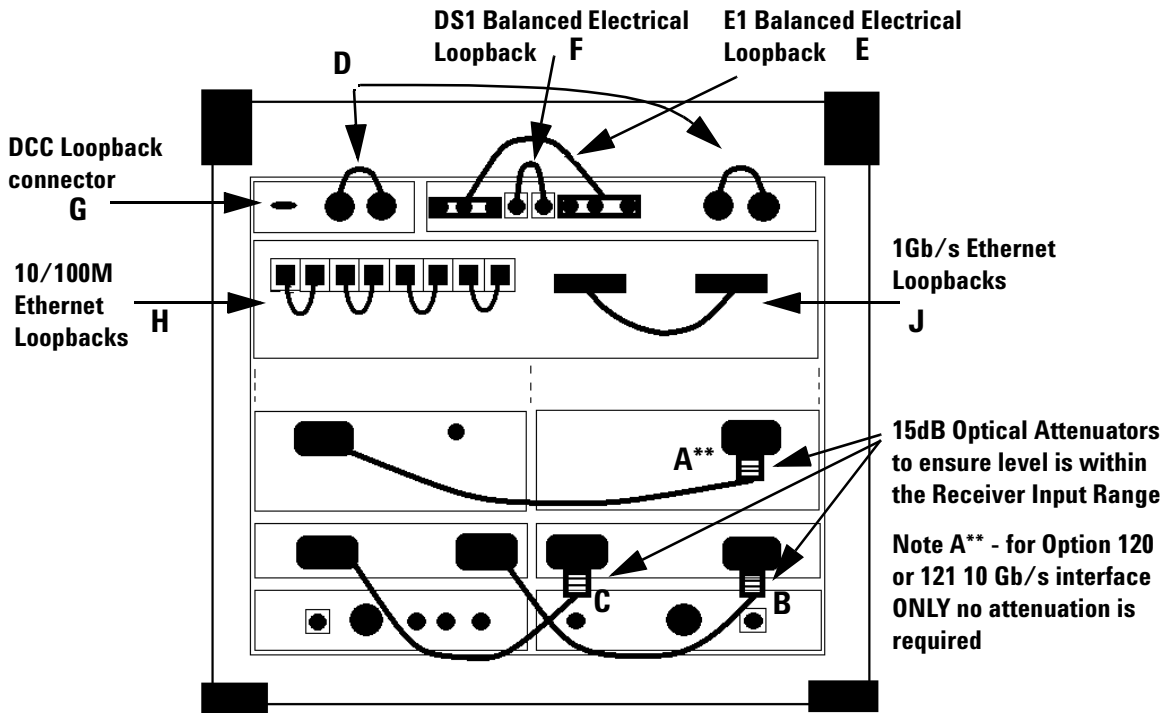 DS1 Balanced Electrical
Loopback F
E1 Balanced Electrical
Loopback E
D
DCC Loopback
connector
G
10/100M
Ethernet
Loopbacks
H
1Gb/s Ethernet
Loopbacks
J
A**
15dB Optical Attenuators
to ensure level is within
the Receiver Input Range
Note A** - for Option 120
or 121 10 Gb/s interface
ONLY no attenuation is
required
C
B